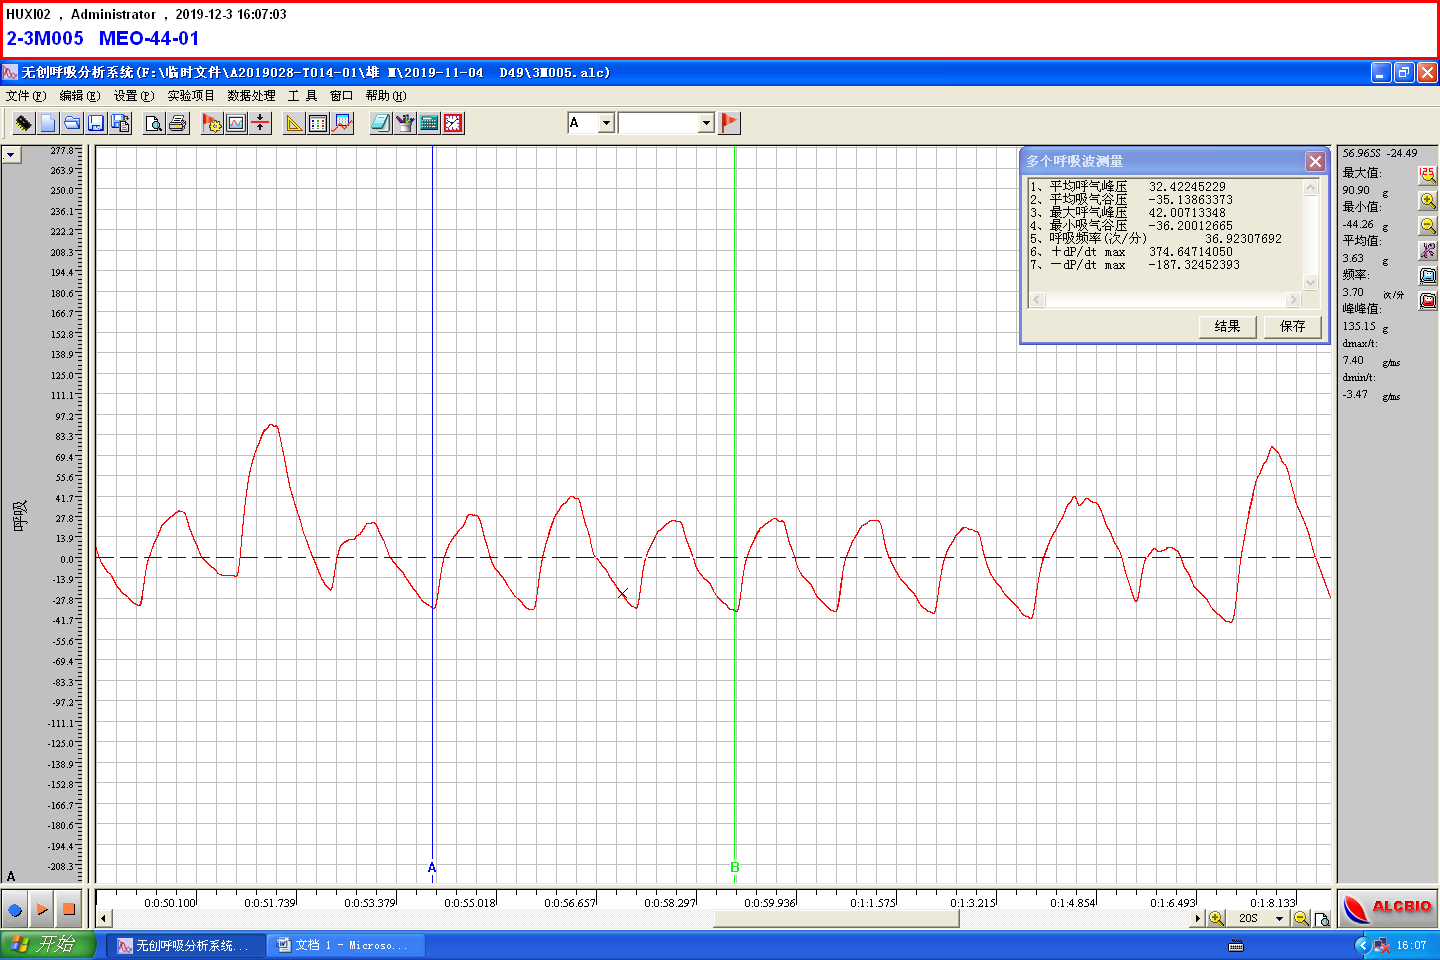 HUXI02 , Administrator , 2019-12-3 16:07:03
2-3M005 MEO-44-01
无创呼吸分析系统(F:\临时文件\A2019028-T014-01\雄 M\2019-11-04 D49\3M005.alc)
文件(F) 编辑(E) 设置(P) 实验项目 数据处理 工 具 窗口 帮助(H)
A
277.8
263.9
250.0
236.1
222.2
208.3
194.4
180.6
166.7
152.8
138.9
125.0
111.1
97.2
83.3
69.4
55.6
41.7
27.8
13.9
0.0
-13.9
-27.8
-41.7
-55.6
-69.4
-83.3
-97.2
-111.1
-125.0
-138.9
-152.8
-166.7
-180.6
-194.4
-208.3
呼吸
A
A
B
多个呼吸波测量
1、平均呼气峰压 32.42245229
2、平均吸气谷压 -35.13863373
3、最大呼气峰压 42.00713348
4、最小吸气谷压 -36.20012665
5、呼吸频率(次/分) 36.92307692
6、＋dP/dt max 374.64714050
7、－dP/dt max -187.32452393
结果 保存
56.965S -24.49
最大值:
90.90 g
最小值:
-44.26 g
平均值:
3.63 g
频率:
3.70 次/分
峰峰值:
135.15 g
dmax/t:
7.40 g/ms
dmin/t:
-3.47 g/ms
125
0:0:50.100 0:0:51.739 0:0:53.379 0:0:55.018 0:0:56.657 0:0:58.297 0:0:59.936 0:1:1.575 0:1:3.215 0:1:4.854 0:1:6.493 0:1:8.133
20S
ALCBIO
开始 无创呼吸分析系统... 文档 1 - Microso... 16:07